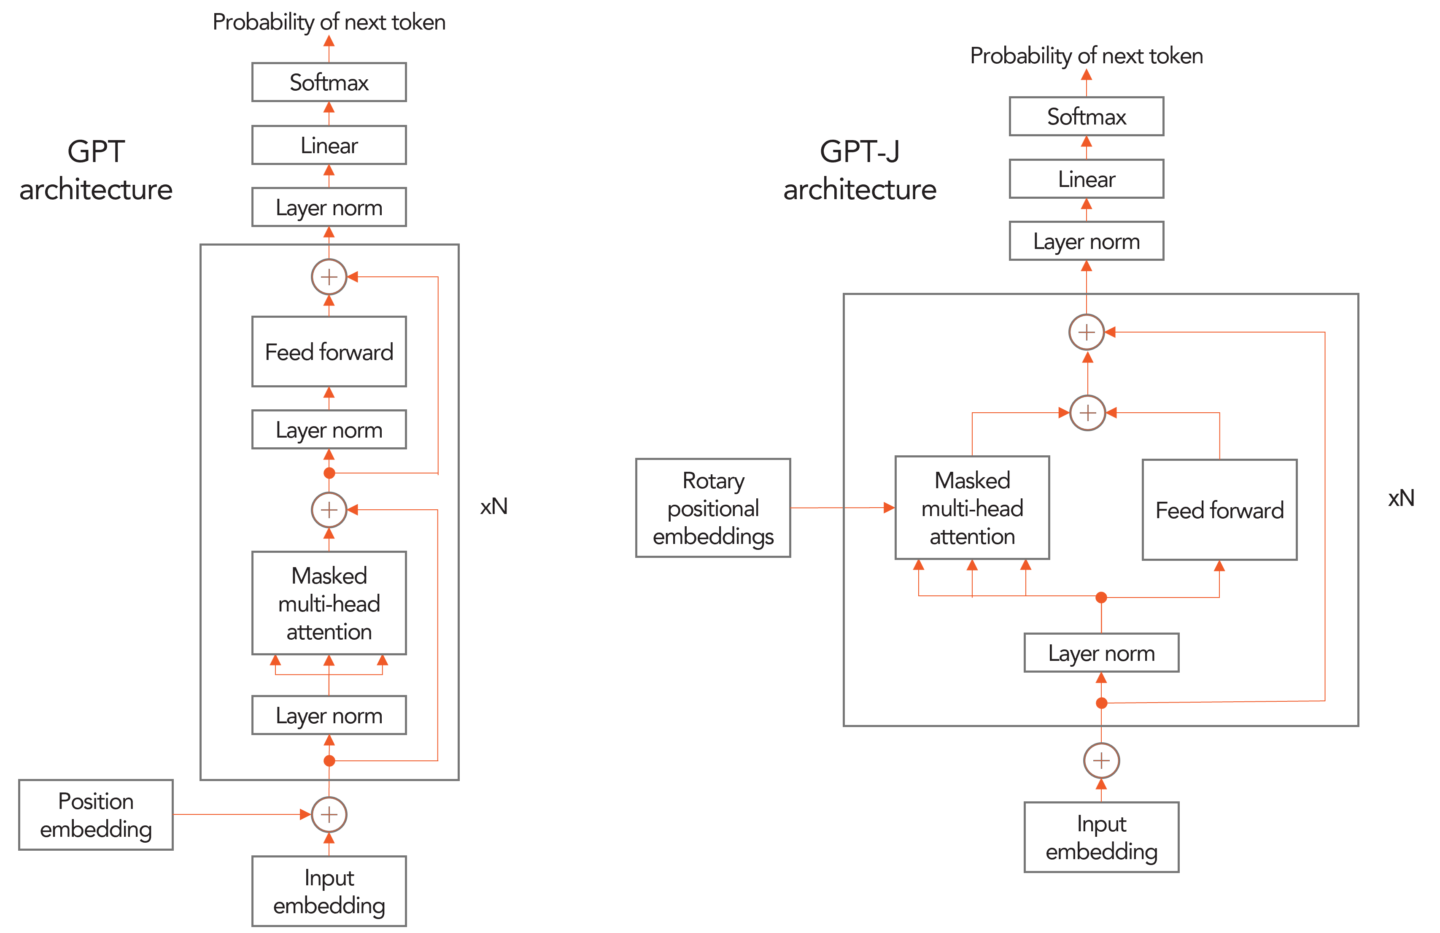 Probability of next token
Softmax
Linear
GPT
architecture
Layer norm
+
Feed forward
Layer norm
+
xN
Masked
multi-head
attention
Layer norm
Position
embedding
+
Input
embedding
Probability of next token
Softmax
GPT-J
architecture
Linear
Layer norm
+
+
Rotary
positional
embeddings
Masked
multi-head
attention
Feed forward
xN
Layer norm
+
Input
embedding